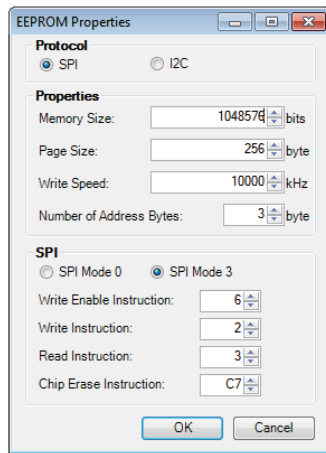 EEPROM Properties
Protocol
SPI I2C
Properties
Memory Size: 1048576 bits
Page Size: 256 byte
Write Speed: 10000 kHz
Number of Address Bytes: 3 byte
SPI
SPI Mode 0 SPI Mode 3
Write Enable Instruction: 6
Write Instruction: 2
Read Instruction: 3
Chip Erase Instruction: C7
OK Cancel